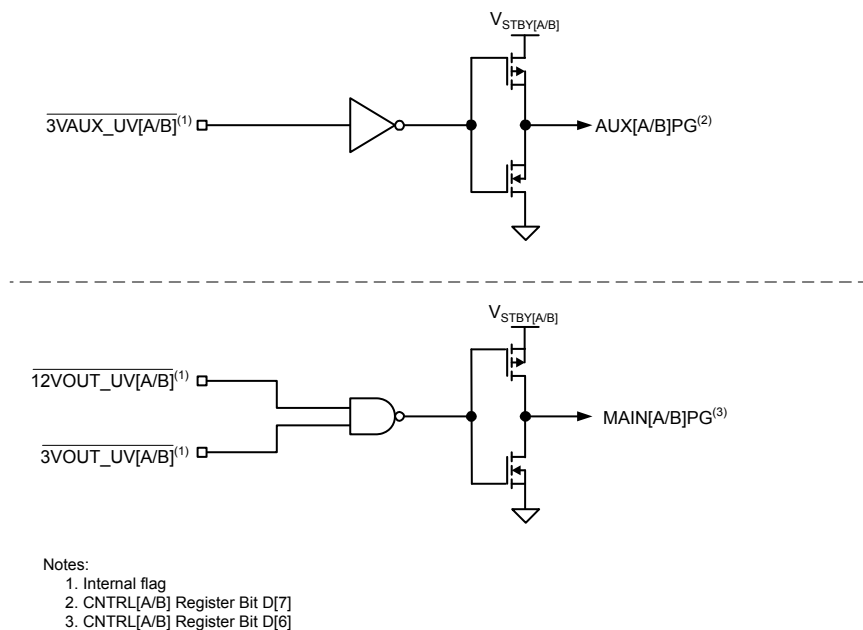 VSTBY[A/B]
3VAUX_UV[A/B](1)
AUX[A/B]PG(2)
VSTBY[A/B]
12VOUT_UV[A/B](1)
MAIN[A/B]PG(3)
3VOUT_UV[A/B](1)
Notes:
1. Internal flag
2. CNTRL[A/B] Register Bit D[7]
3. CNTRL[A/B] Register Bit D[6]